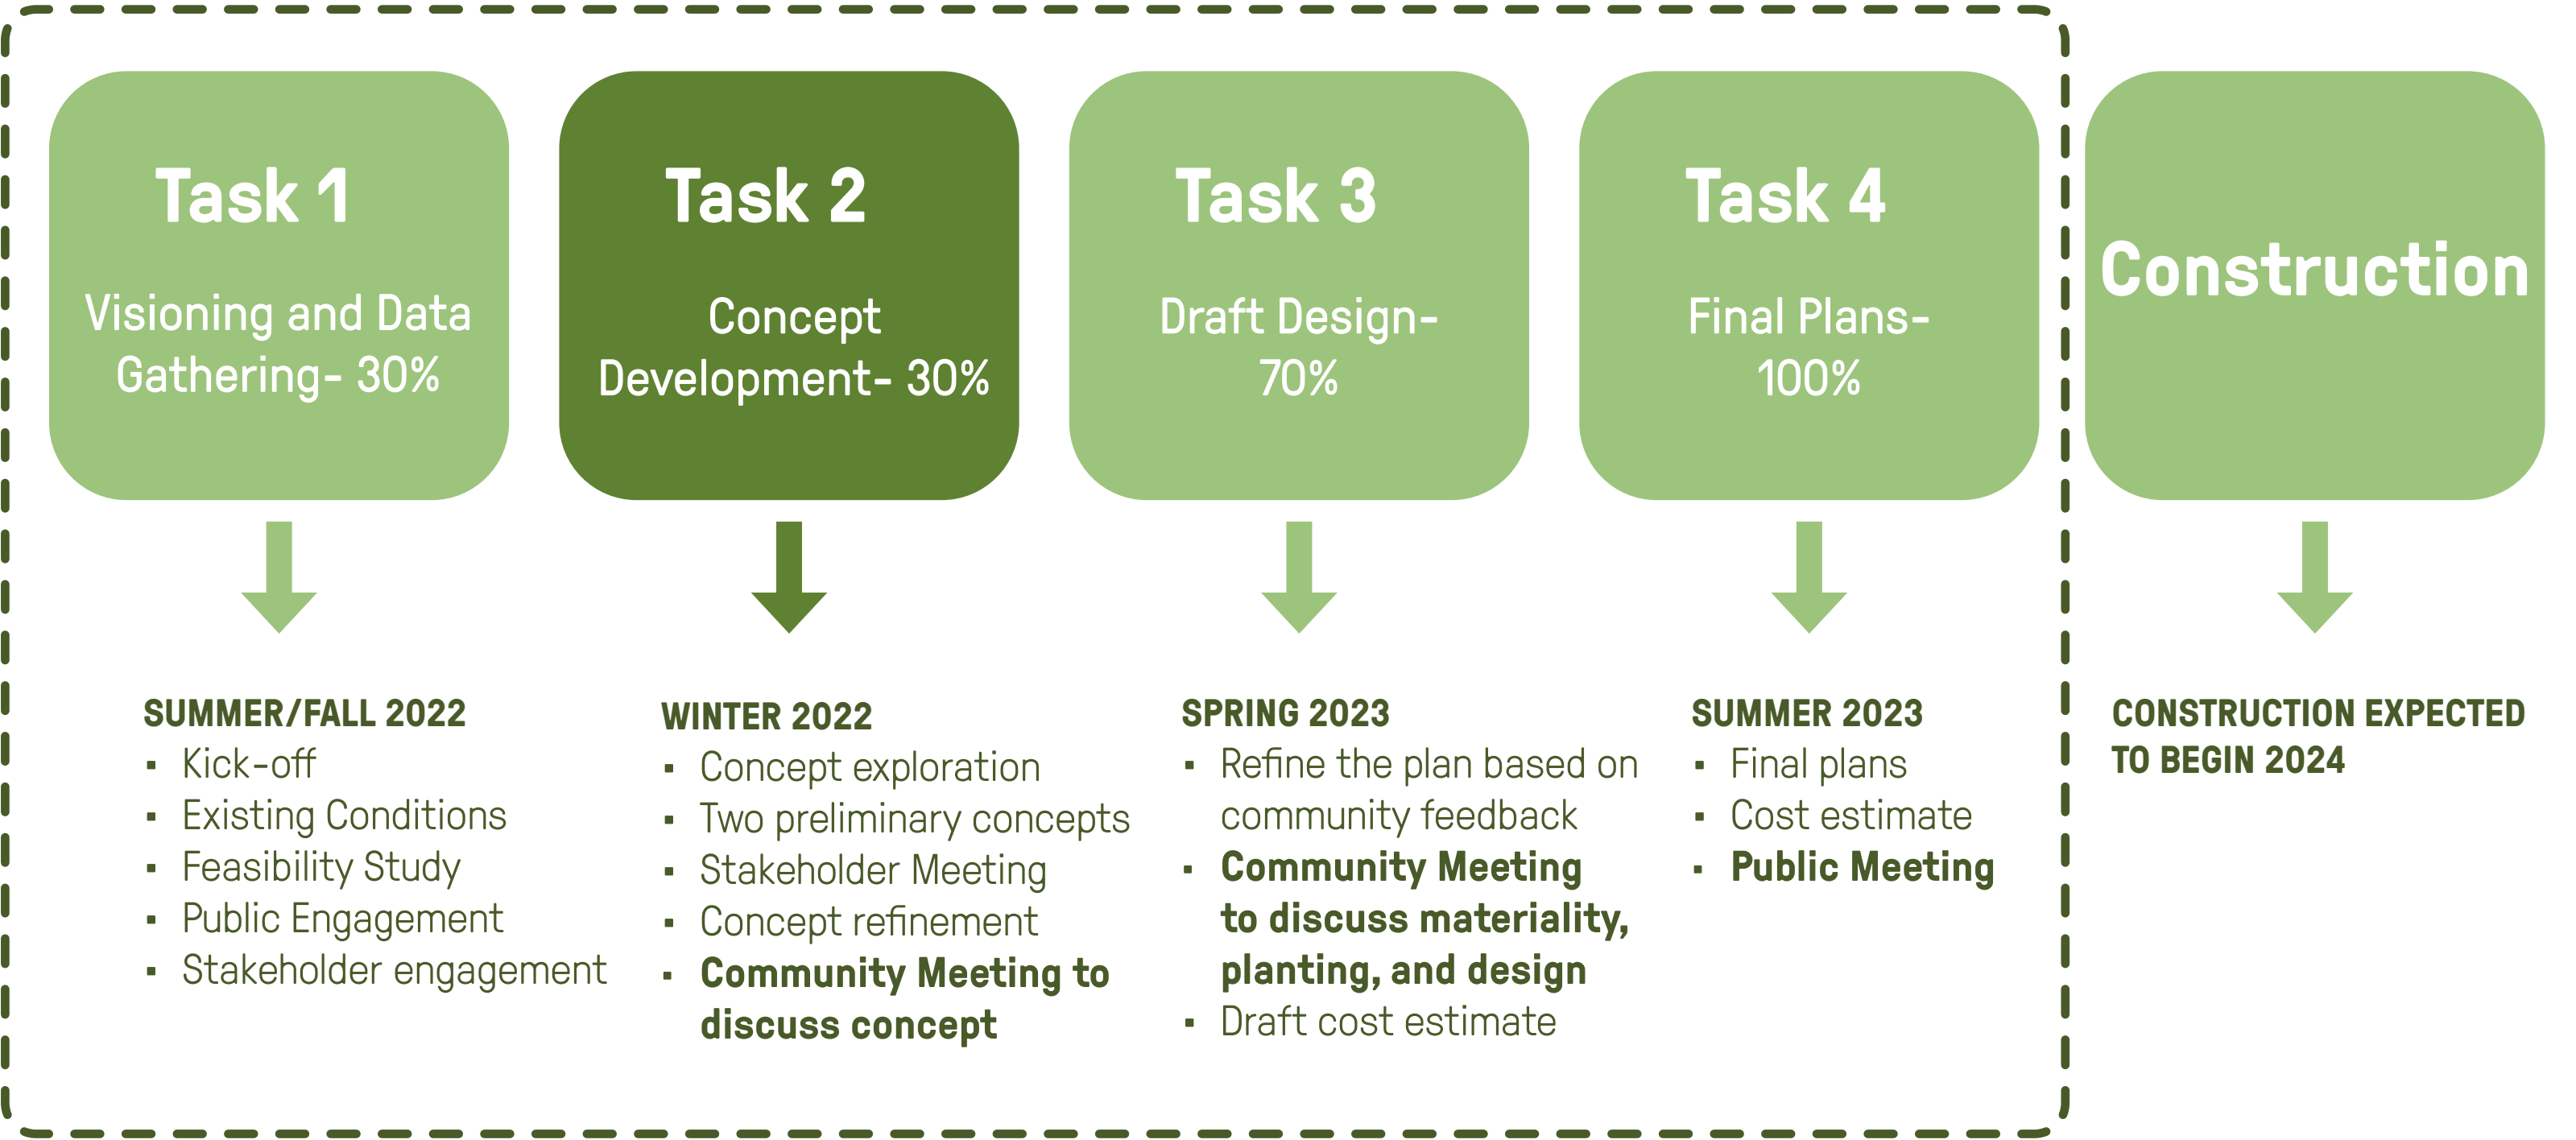 Task 1
Visioning and Data
Gathering- 30%
Task 2
Concept
Development- 30%
Task 3
Draft Design-
70%
Task 4
Final Plans-
100%
Construction
SUMMER/FALL 2022
▪ Kick-off
▪ Existing Conditions
▪ Feasibility Study
▪ Public Engagement
▪ Stakeholder engagement
WINTER 2022
▪ Concept exploration
▪ Two preliminary concepts
▪ Stakeholder Meeting
▪ Concept refinement
▪ Community Meeting to
discuss concept
SPRING 2023
▪ Refine the plan based on
community feedback
▪ Community Meeting
to discuss materiality,
planting, and design
▪ Draft cost estimate
SUMMER 2023
▪ Final plans
▪ Cost estimate
▪ Public Meeting
CONSTRUCTION EXPECTED
TO BEGIN 2024